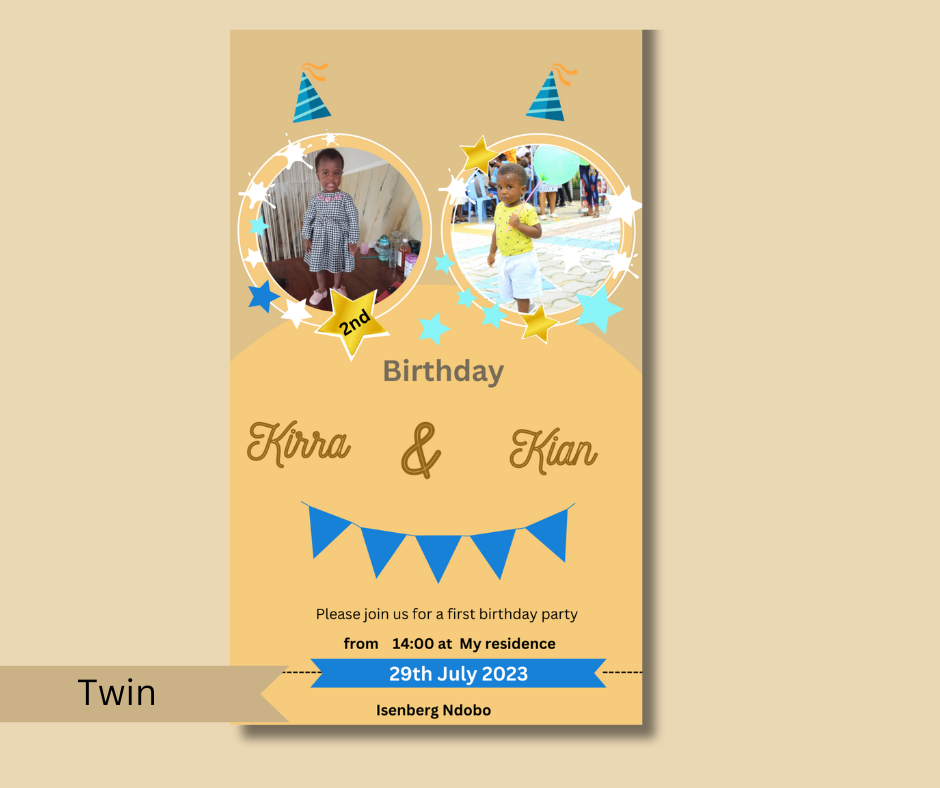 2nd
Birthday
Kirra & Kian
Please join us for a first birthday party
from 14:00 at My residence
29th July 2023
Twin
Isenberg Ndobo